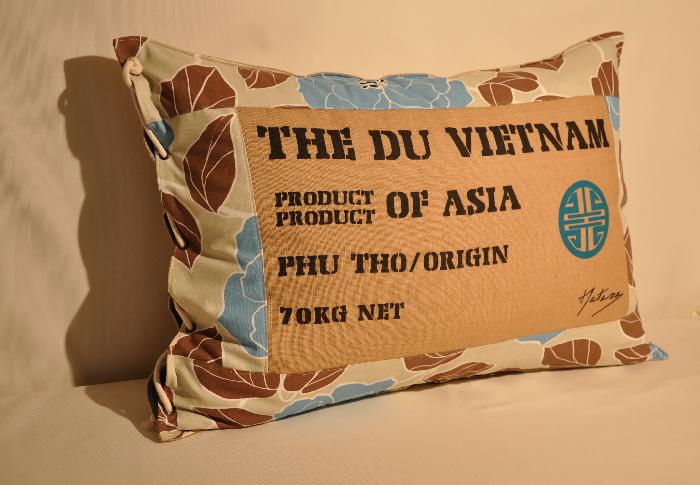 THE DU VIETNAM
PRODUCT
PRODUCT OF ASIA
PHU THO/ORIGIN
70KG NET